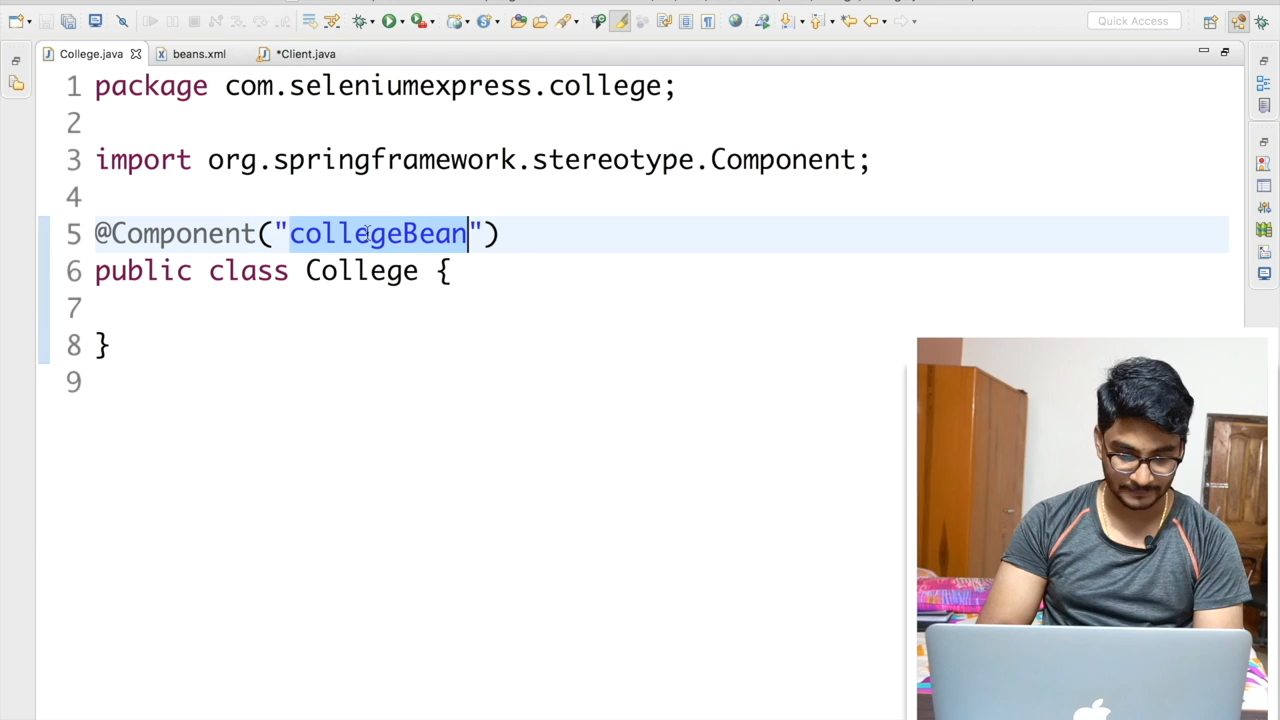 Quick Access
College.java
beans.xml
*Client.java
1 package com.seleniumexpress.college;
2
3 import org.springframework.stereotype.Component;
4
5 @Component("collegeBean")
6 public class College {
7
8 }
9